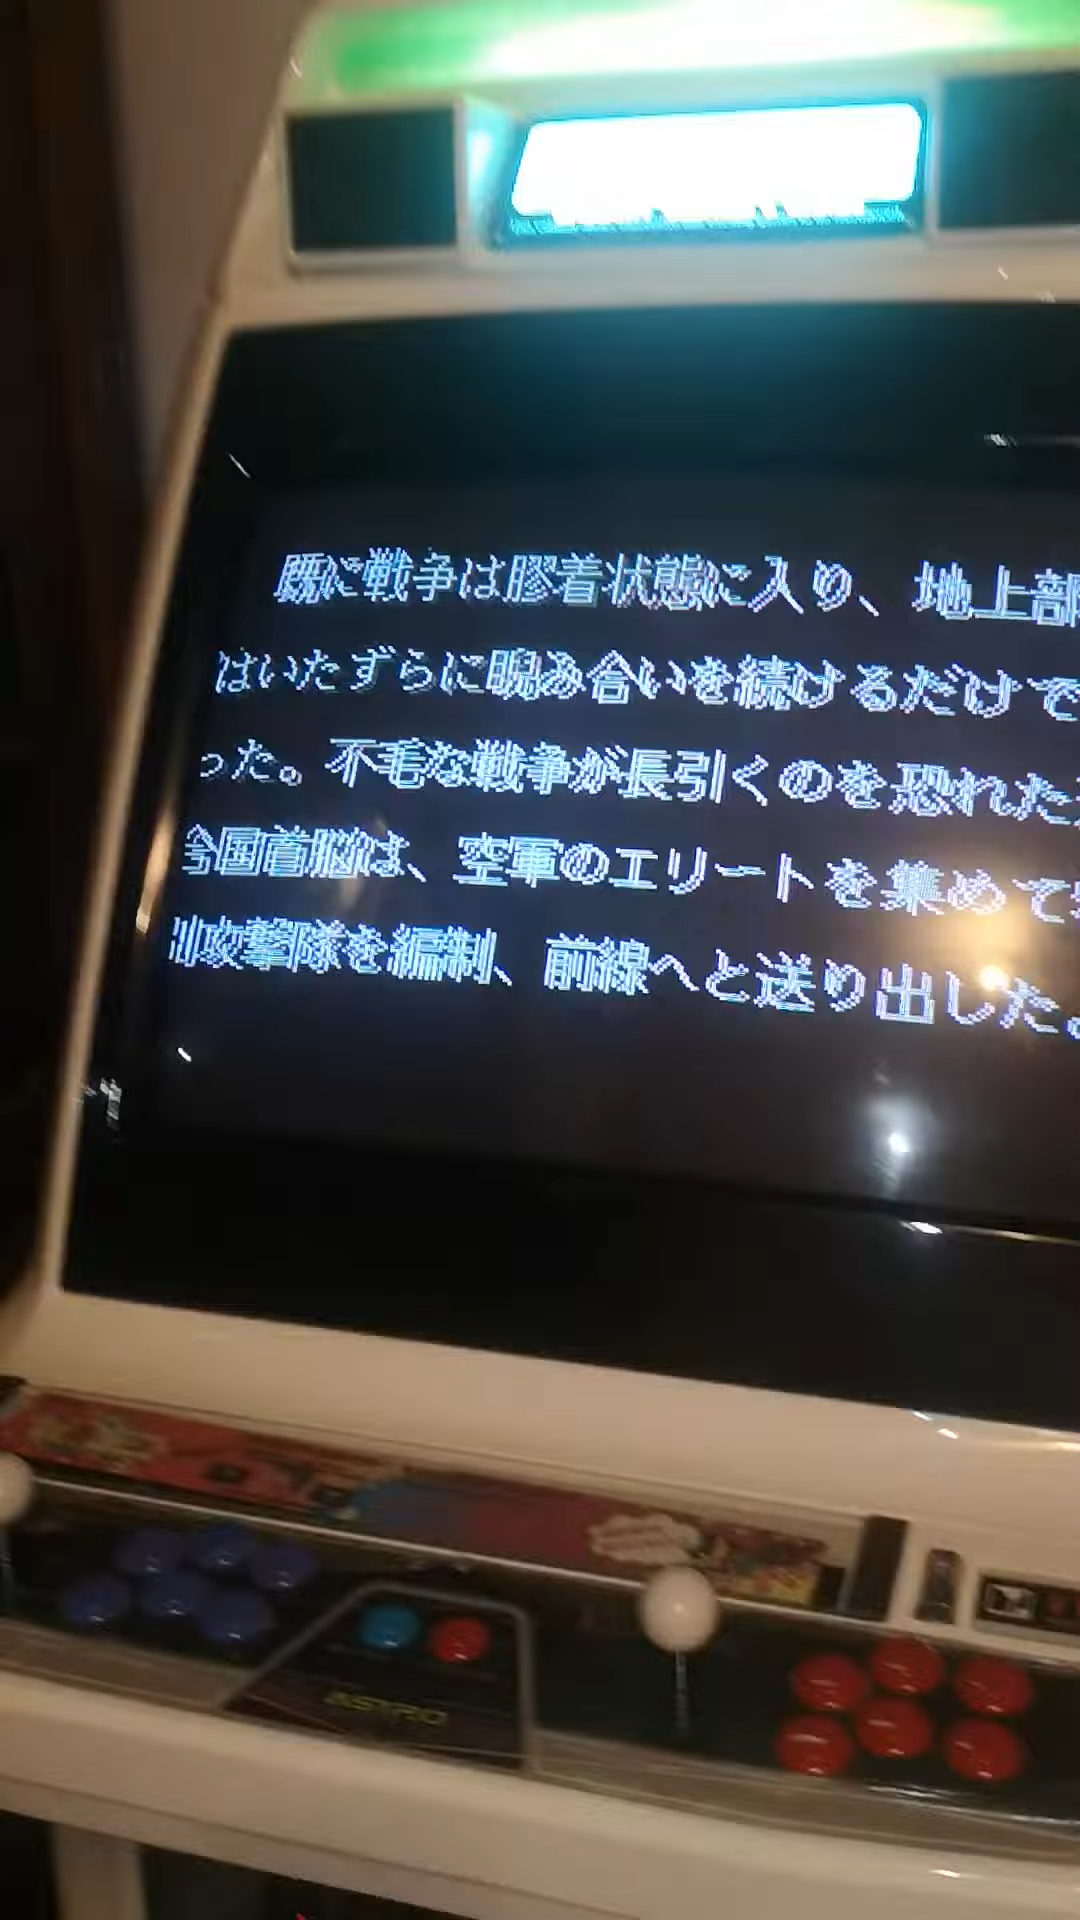 既に戦争は膠着状態に入り、地上部
はいたずらに睨み合いを続けるだけで
った。不毛な戦争が長引くのを恐れた
国首脳は、空軍のエリートを集めて
攻撃隊を編制、前線へと送り出した。
ASTRO